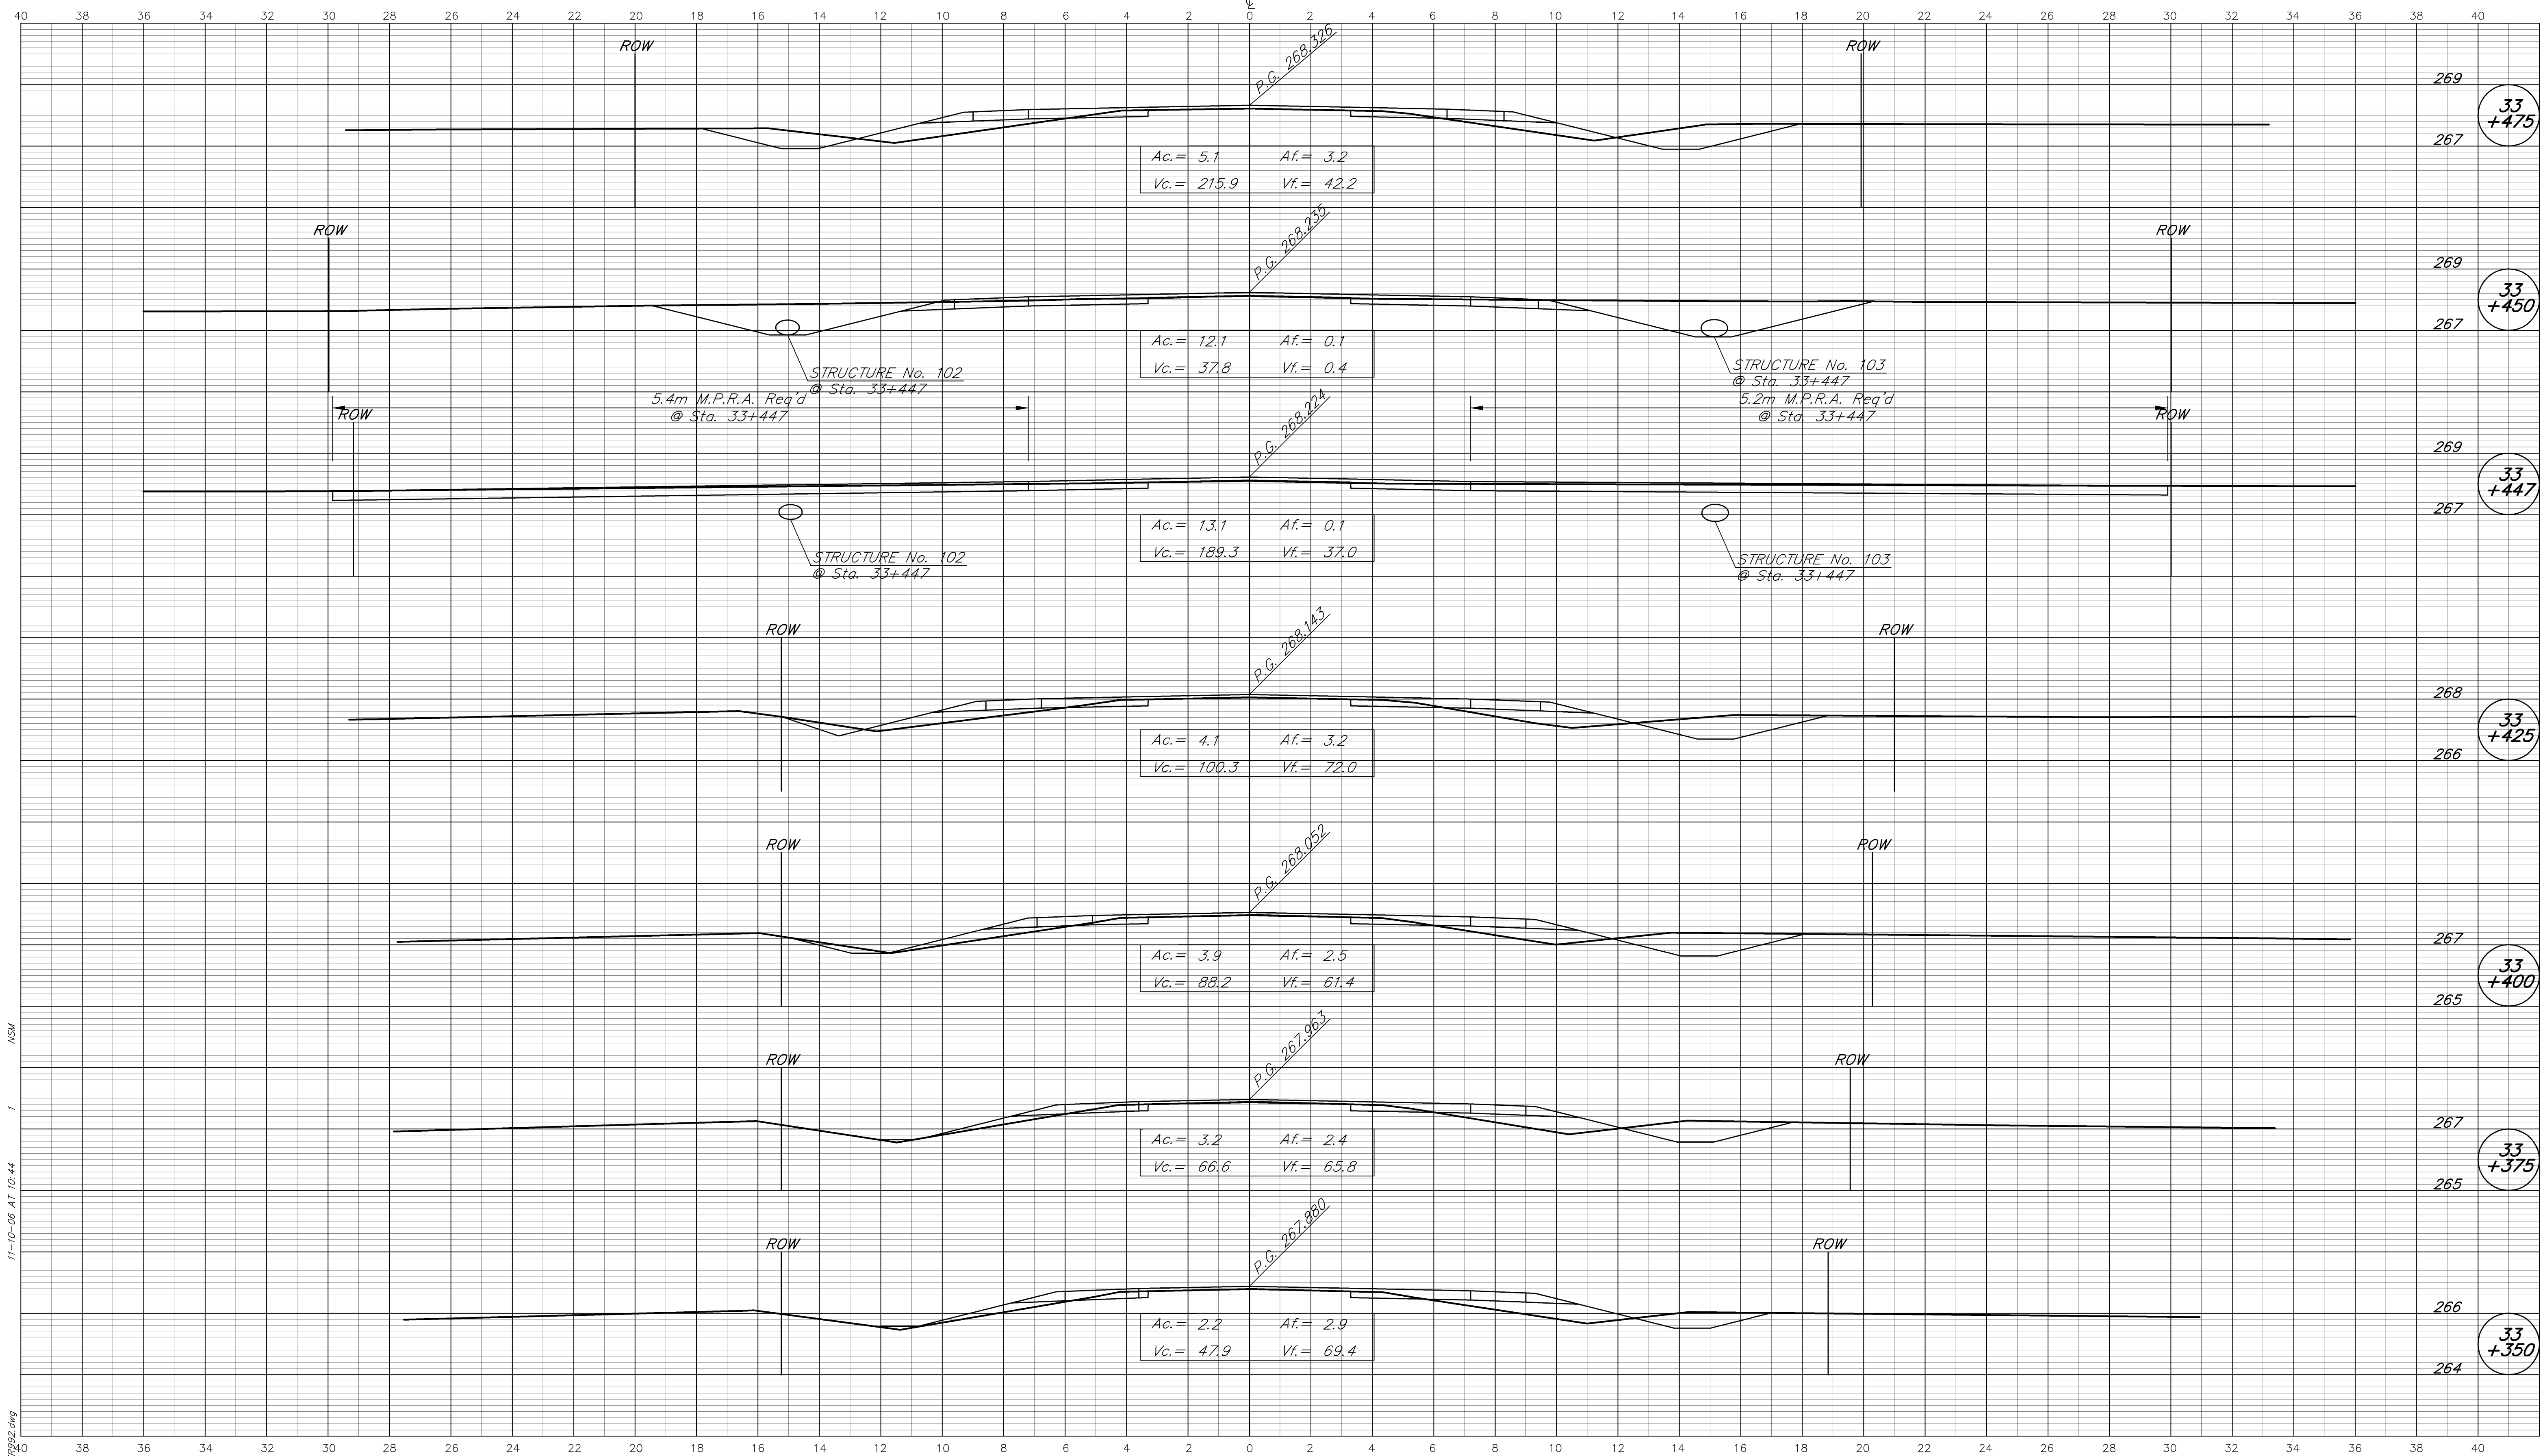 ℄
40 38 36 34 32 30 28 26 24 22 20 18 16 14 12 10 8 6 4 2 0 2 4 6 8 10 12 14 16 18 20 22 24 26 28 30 32 34 36 38 40
ROW
P.G. 268.326
ROW
269
33
+475
267
Ac.= 5.1 Af.= 3.2
Vc.= 215.9 Vf.= 42.2
ROW
P.G. 268.235
ROW
269
33
+450
267
Ac.= 12.1 Af.= 0.1
Vc.= 37.8 Vf.= 0.4
STRUCTURE No. 102
@ Sta. 33+447
STRUCTURE No. 103
@ Sta. 33+447
5.4m M.P.R.A. Req'd
@ Sta. 33+447
5.2m M.P.R.A. Req'd
@ Sta. 33+447
ROW
P.G. 268.224
ROW
269
33
+447
267
Ac.= 13.1 Af.= 0.1
Vc.= 189.3 Vf.= 37.0
STRUCTURE No. 102
@ Sta. 33+447
STRUCTURE No. 103
@ Sta. 33+447
ROW
P.G. 268.143
ROW
268
33
+425
266
Ac.= 4.1 Af.= 3.2
Vc.= 100.3 Vf.= 72.0
ROW
P.G. 268.052
ROW
267
33
+400
265
Ac.= 3.9 Af.= 2.5
Vc.= 88.2 Vf.= 61.4
ROW
P.G. 267.963
ROW
267
33
+375
265
Ac.= 3.2 Af.= 2.4
Vc.= 66.6 Vf.= 65.8
ROW
P.G. 267.880
ROW
266
33
+350
264
Ac.= 2.2 Af.= 2.9
Vc.= 47.9 Vf.= 69.4
40 38 36 34 32 30 28 26 24 22 20 18 16 14 12 10 8 6 4 2 0 2 4 6 8 10 12 14 16 18 20 22 24 26 28 30 32 34 36 38 40
11-10-06 AT 10:44 1 NSM